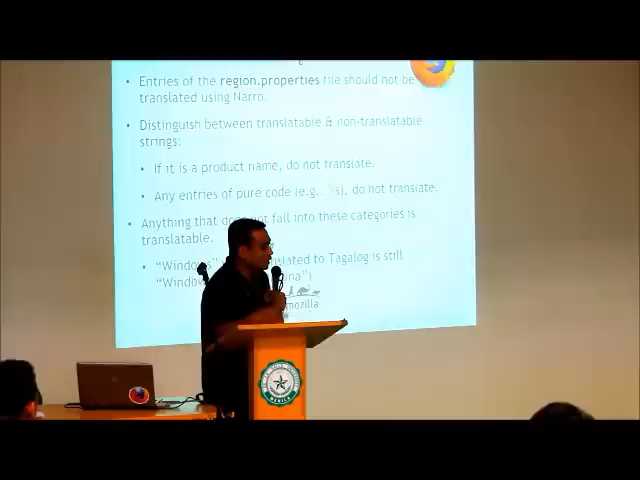 Entries of the region.properties file should not be
translated using Narro.
Distinguish between translatable & non-translatable
strings:
If it is a product name, do not translate.
Any entries of pure code (e.g., %s), do not translate.
Anything that does not fall into these categories is
translatable.
"Windows" translated to Tagalog is still
"Windows
mozilla
MANILA